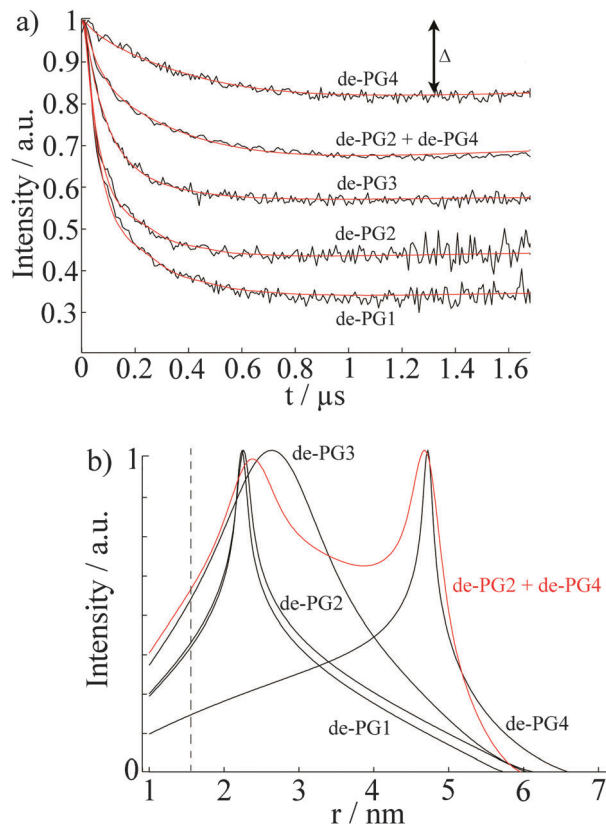 a)
1
0.9
0.8
0.7
0.6
0.5
0.4
0.3
Intensity / a.u.
Δ
de-PG4
de-PG2 + de-PG4
de-PG3
de-PG2
de-PG1
0 0.2 0.4 0.6 0.8 1 1.2 1.4 1.6
t / μs
b)
1
0
Intensity / a.u.
de-PG3
de-PG2
de-PG2 + de-PG4
de-PG1
de-PG4
1 2 3 4 5 6 7
r / nm